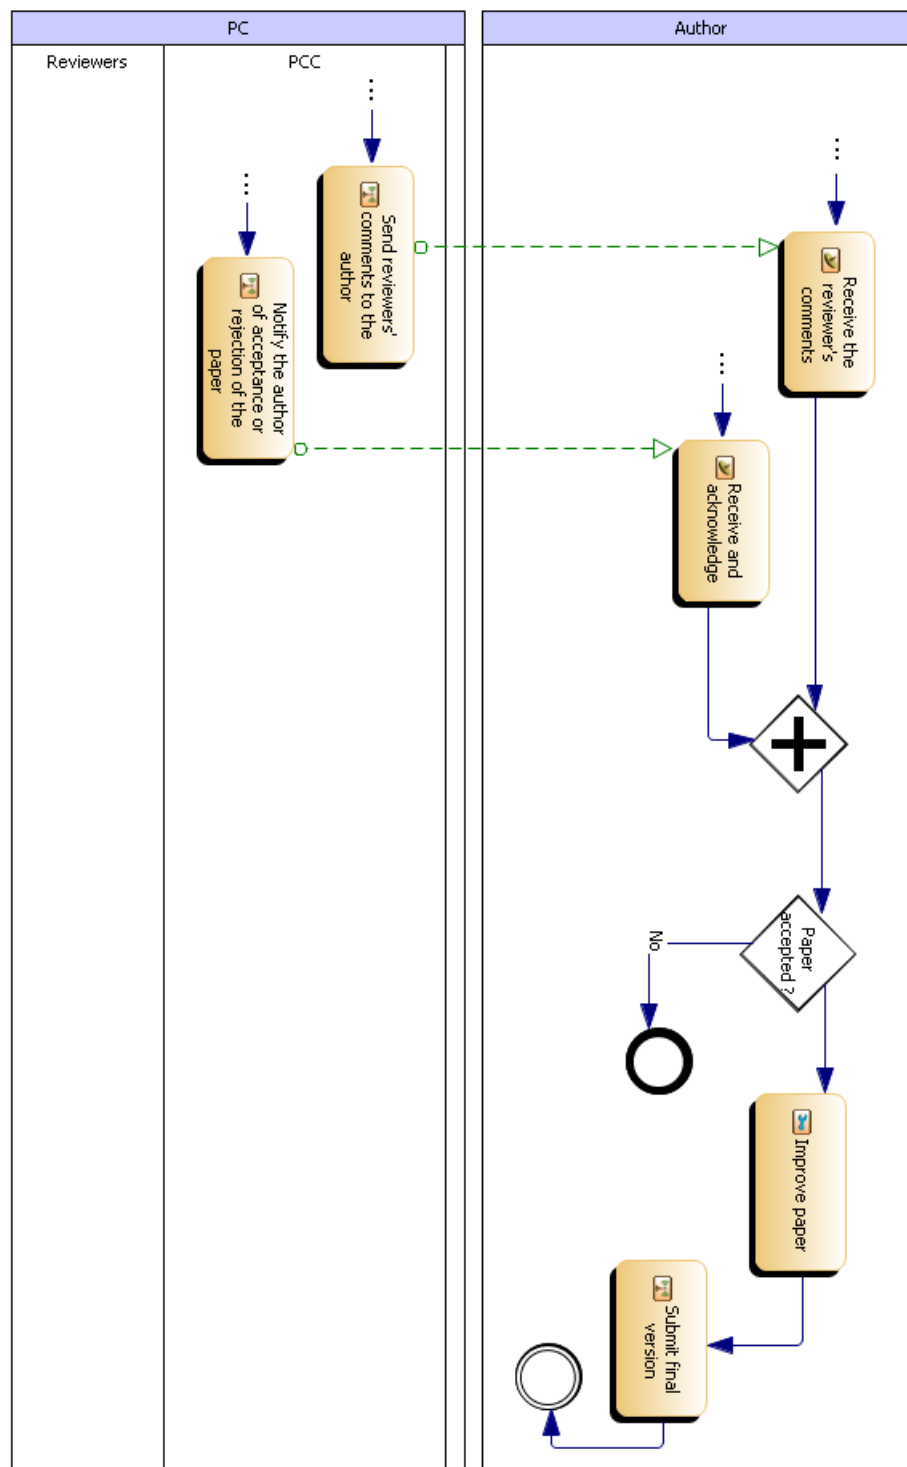 PC
Author
Reviewers
PCC
...
...
...
...
Send reviewers'
comments to the
author
Notify the author
of acceptance or
rejection of the
paper
Receive the
reviewer's
comments
Receive and
acknowledge
Paper
accepted ?
No
Improve paper
Submit final
version